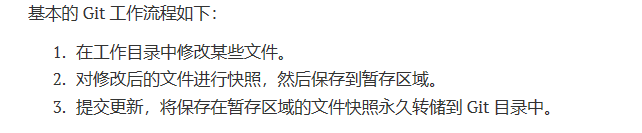 基本的 Git 工作流程如下：
1. 在工作目录中修改某些文件。
2. 对修改后的文件进行快照，然后保存到暂存区域。
3. 提交更新，将保存在暂存区域的文件快照永久转储到 Git 目录中。